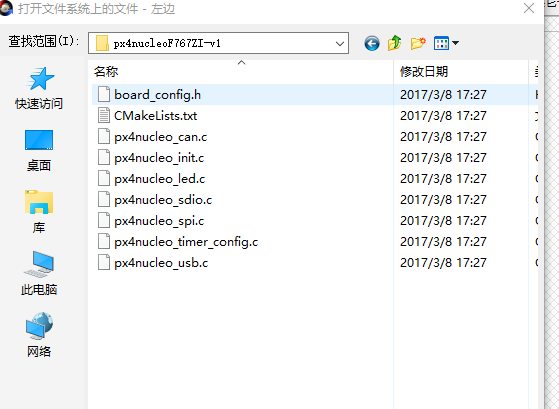 打开文件系统上的文件 - 左边
查找范围(I):
px4nucleoF767ZI-v1
名称
修改日期
快速访问
桌面
库
此电脑
网络
board_config.h 2017/3/8 17:27
CMakeLists.txt 2017/3/8 17:27
px4nucleo_can.c 2017/3/8 17:27
px4nucleo_init.c 2017/3/8 17:27
px4nucleo_led.c 2017/3/8 17:27
px4nucleo_sdio.c 2017/3/8 17:27
px4nucleo_spi.c 2017/3/8 17:27
px4nucleo_timer_config.c 2017/3/8 17:27
px4nucleo_usb.c 2017/3/8 17:27